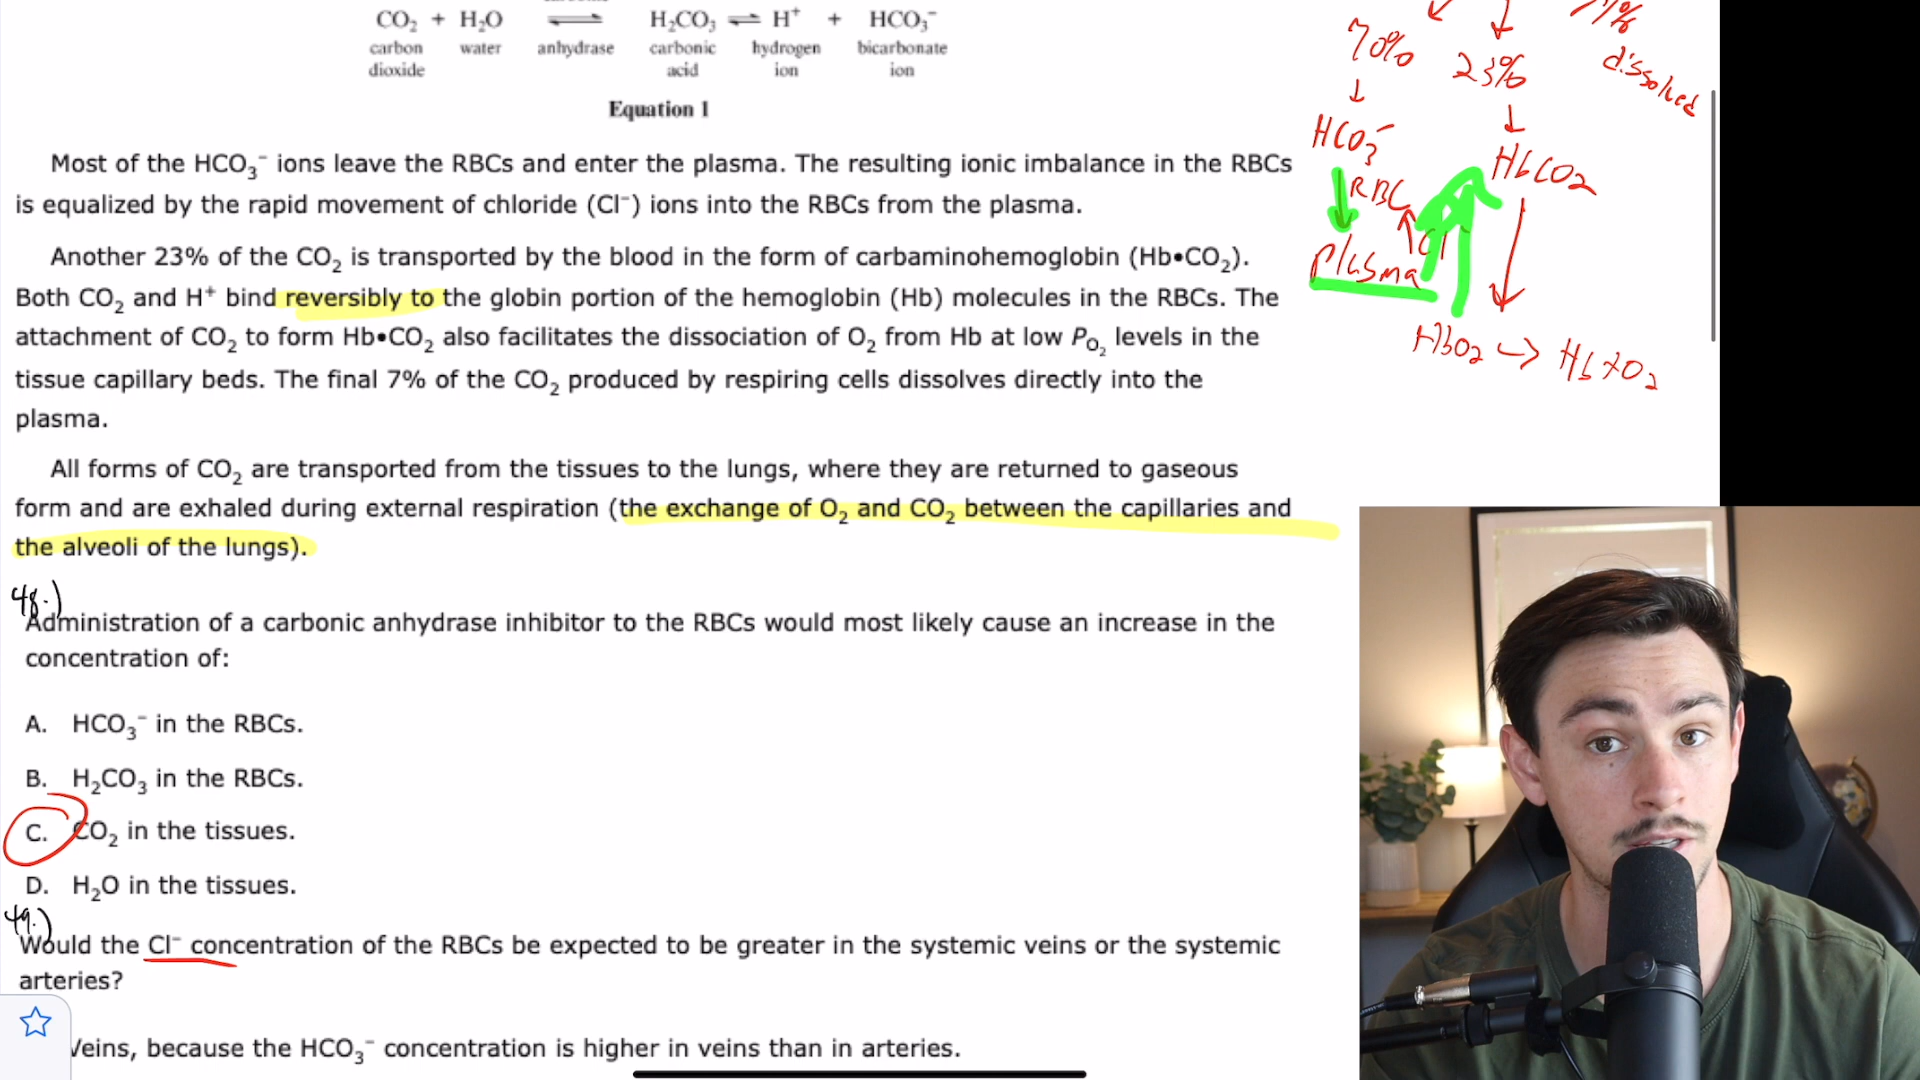 CO₂ + H₂O ⇌ H₂CO₃ ⇌ H⁺ + HCO₃⁻
carbon water anhydrase carbonic hydrogen bicarbonate
dioxide acid ion ion
Equation 1
Most of the HCO₃⁻ ions leave the RBCs and enter the plasma. The resulting ionic imbalance in the RBCs
is equalized by the rapid movement of chloride (Cl⁻) ions into the RBCs from the plasma.
Another 23% of the CO₂ is transported by the blood in the form of carbaminohemoglobin (Hb•CO₂).
Both CO₂ and H⁺ bind reversibly to the globin portion of the hemoglobin (Hb) molecules in the RBCs. The
attachment of CO₂ to form Hb•CO₂ also facilitates the dissociation of O₂ from Hb at low P_O₂ levels in the
tissue capillary beds. The final 7% of the CO₂ produced by respiring cells dissolves directly into the
plasma.
All forms of CO₂ are transported from the tissues to the lungs, where they are returned to gaseous
form and are exhaled during external respiration (the exchange of O₂ and CO₂ between the capillaries and
the alveoli of the lungs).
48.)
Administration of a carbonic anhydrase inhibitor to the RBCs would most likely cause an increase in the
concentration of:
A. HCO₃⁻ in the RBCs.
B. H₂CO₃ in the RBCs.
C. CO₂ in the tissues.
D. H₂O in the tissues.
49.)
Would the Cl⁻ concentration of the RBCs be expected to be greater in the systemic veins or the systemic
arteries?
Veins, because the HCO₃⁻ concentration is higher in veins than in arteries.
70% 23% 7%
dissolved
HCO₃⁻
HbCO₂
RBC
Cl⁻
plasma
HbO₂ → Hb + O₂